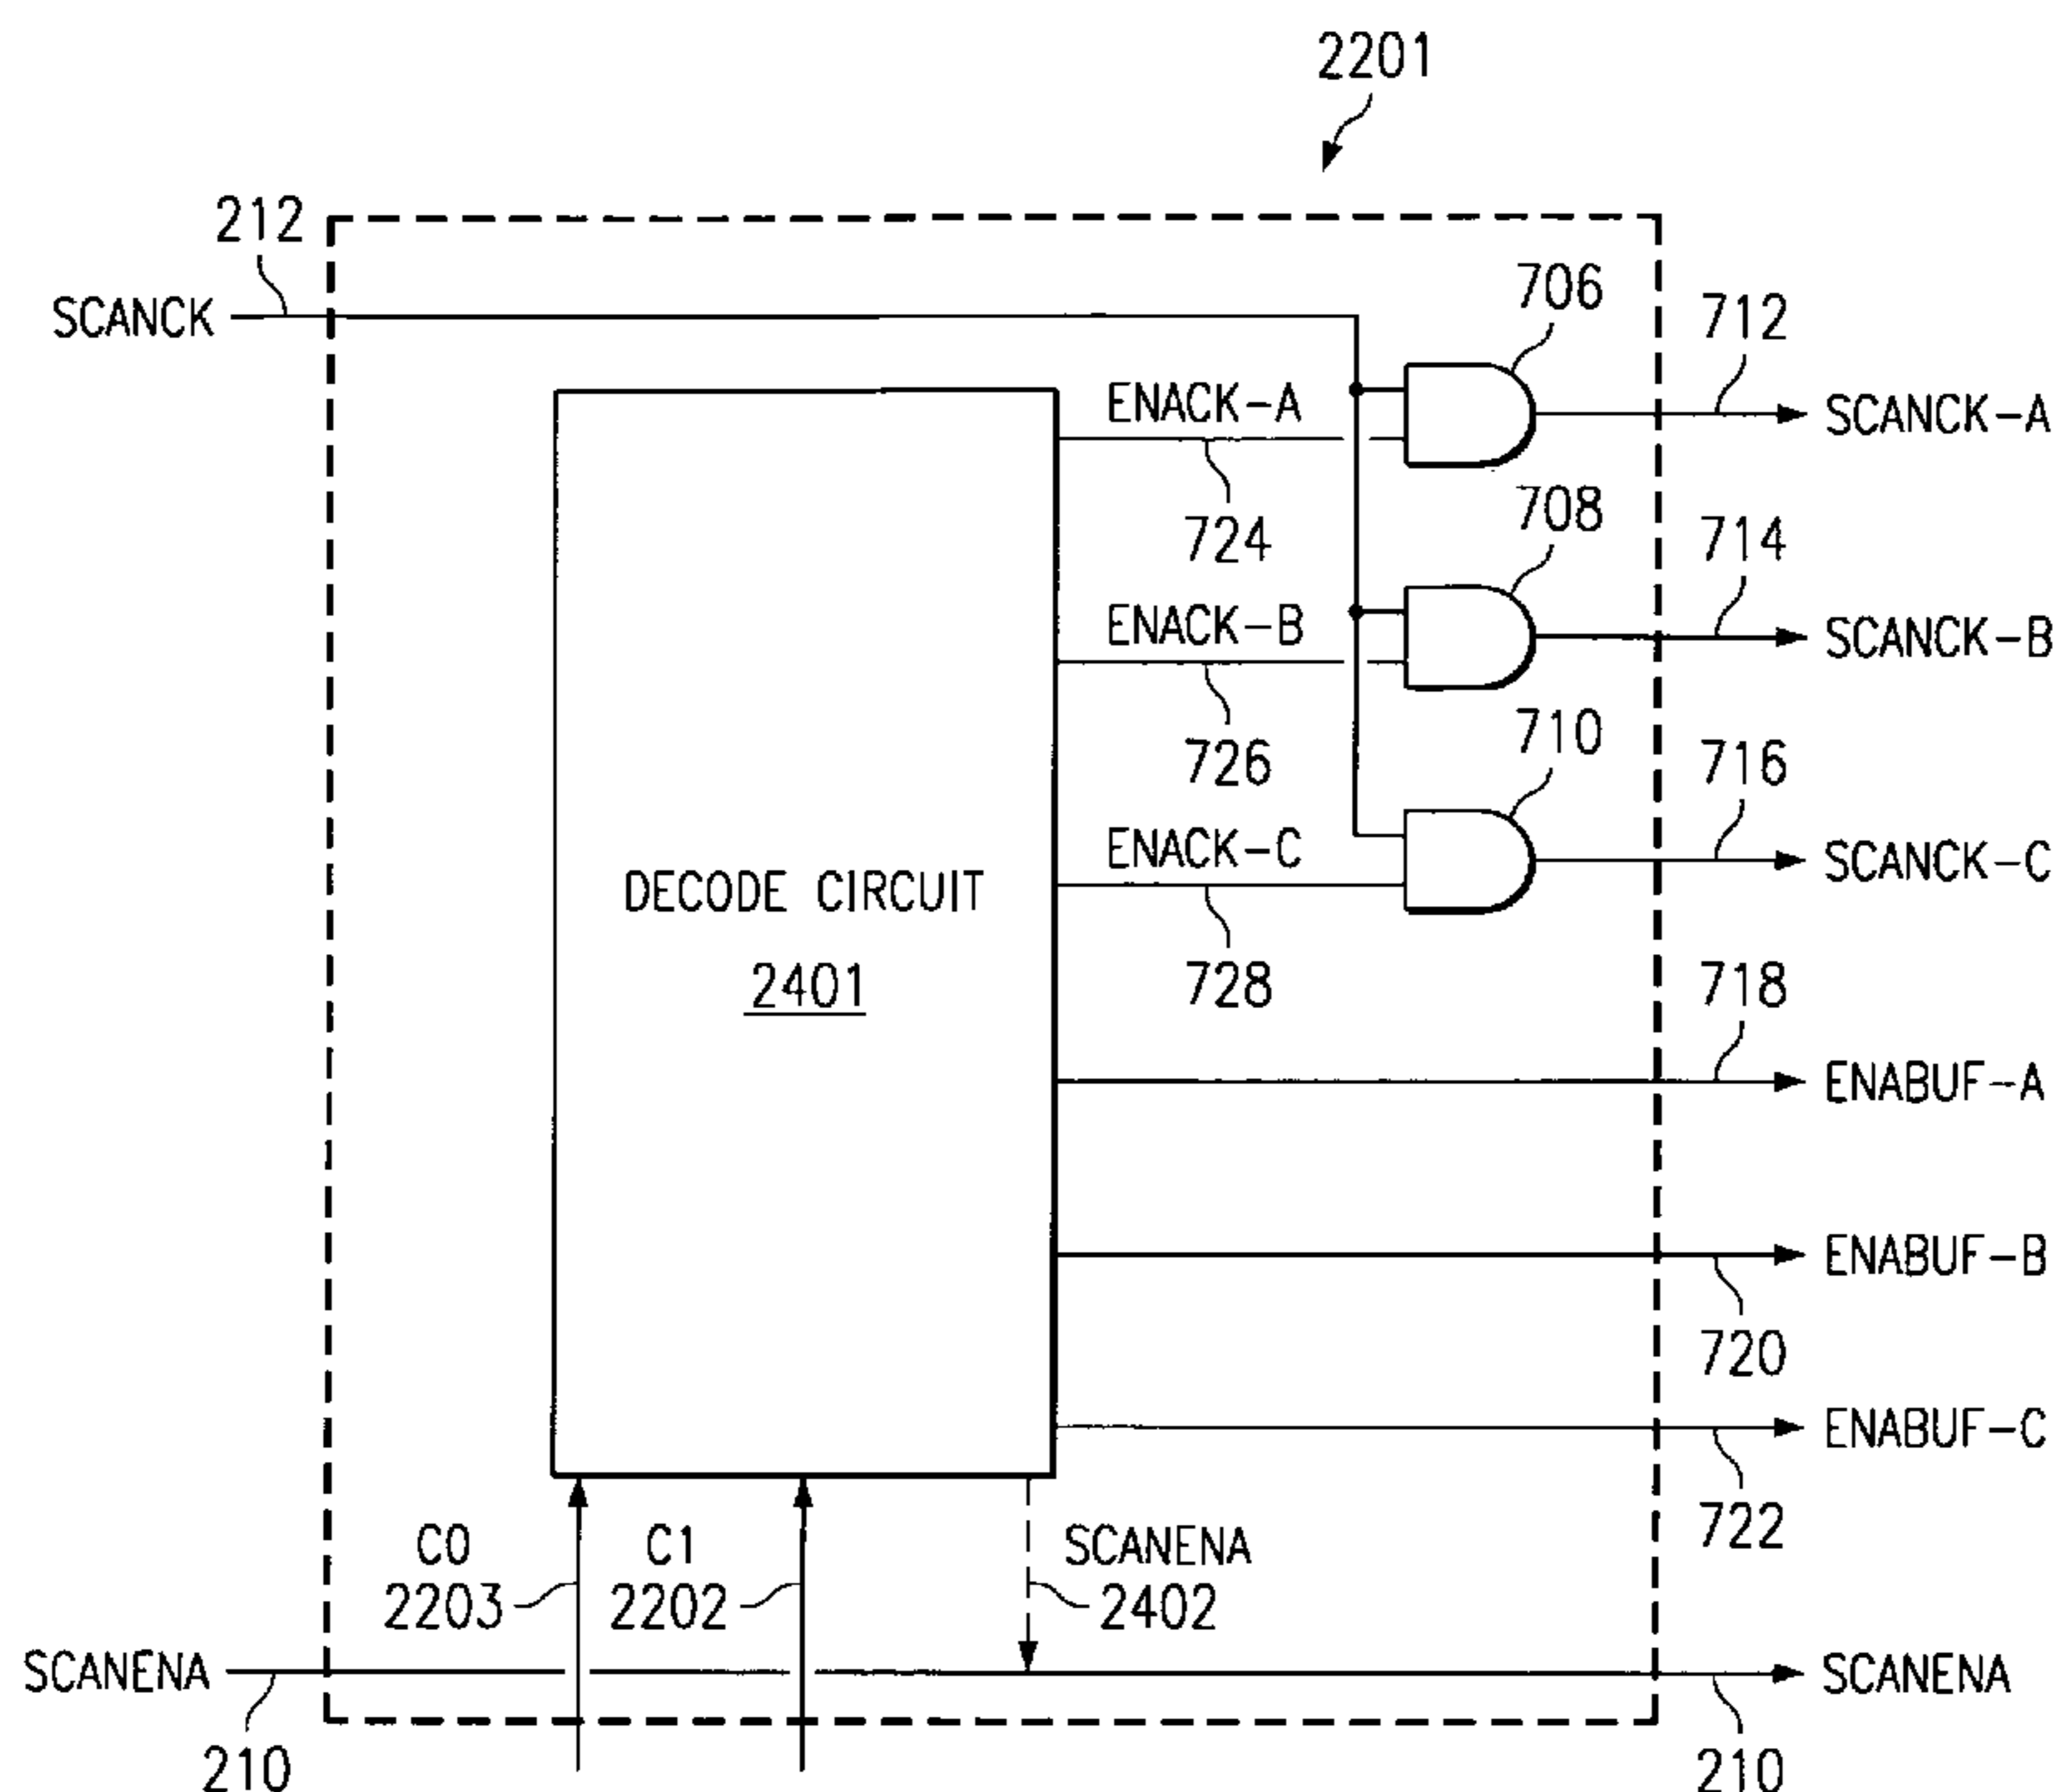 2201
212
SCANCK
706
712
ENACK-A
SCANCK-A
724
708
714
ENACK-B
SCANCK-B
726
710
716
ENACK-C
SCANCK-C
DECODE CIRCUIT
2401
728
718
ENABUF-A
ENABUF-B
720
ENABUF-C
722
C0
2203
C1
2202
SCANENA
2402
SCANENA
SCANENA
210
210